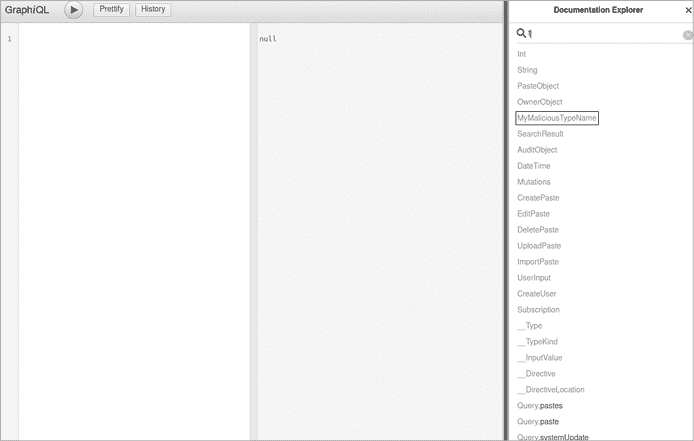 GraphiQL
Prettify
History
1
null
Documentation Explorer
Int
String
PasteObject
OwnerObject
MyMaliciousTypeName
SearchResult
AuditObject
DateTime
Mutations
CreatePaste
EditPaste
DeletePaste
UploadPaste
ImportPaste
UserInput
CreateUser
Subscription
__Type
__TypeKind
__InputValue
__Directive
__DirectiveLocation
Query.pastes
Query.paste
Query.systemUpdate